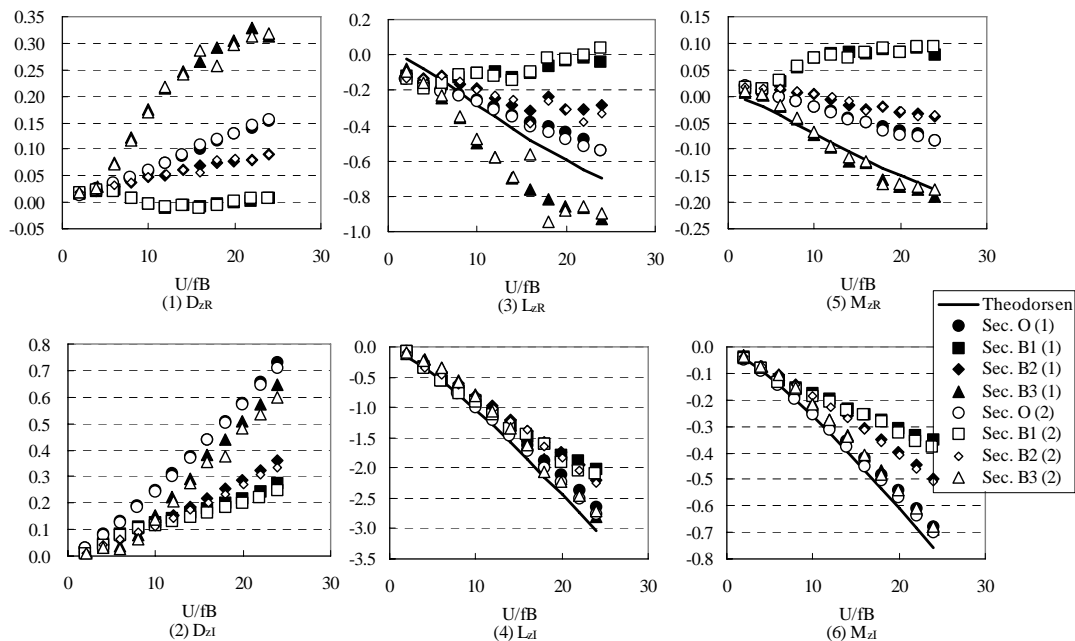 0.35
0.30
0.25
0.20
0.15
0.10
0.05
0.00
-0.05
0 10 20 30
U/fB
(1) DzR
0.2
0.0
-0.2
-0.4
-0.6
-0.8
-1.0
0 10 20 30
U/fB
(3) LzR
0.15
0.10
0.05
0.00
-0.05
-0.10
-0.15
-0.20
-0.25
0 10 20 30
U/fB
(5) MzR
Theodorsen
Sec. O (1)
Sec. B1 (1)
Sec. B2 (1)
Sec. B3 (1)
Sec. O (2)
Sec. B1 (2)
Sec. B2 (2)
Sec. B3 (2)
0.8
0.7
0.6
0.5
0.4
0.3
0.2
0.1
0.0
0 10 20 30
U/fB
(2) DzI
0.0
-0.5
-1.0
-1.5
-2.0
-2.5
-3.0
-3.5
0 10 20 30
U/fB
(4) LzI
0.0
-0.1
-0.2
-0.3
-0.4
-0.5
-0.6
-0.7
-0.8
0 10 20 30
U/fB
(6) MzI